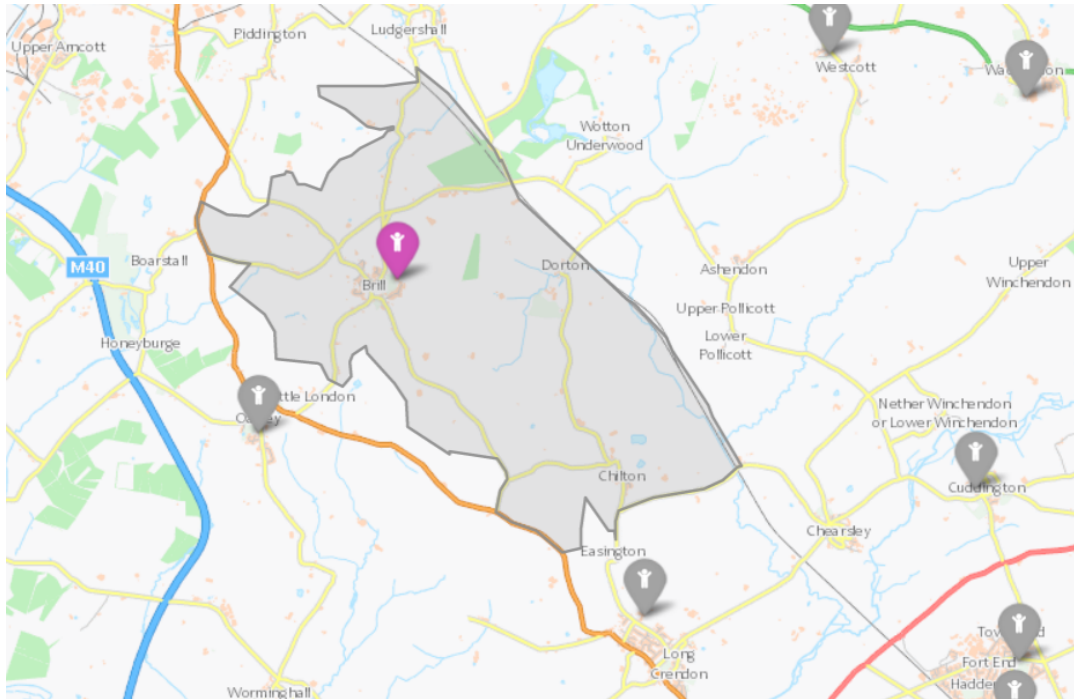 Ludgershall
Piddington
Upper Arncott
Westcott
Wotton
Underwood
Boarstall
M40
Dorton
Ashendon
Upper
Winchendon
Brill
Upper Pollicott
Lower
Pollicott
Honeyburge
ttle London
Nether Winchendon
or Lower Winchendon
Chilton
Cuddington
Chearsley
Easington
Long
Crendon
Fort End
Worminghall